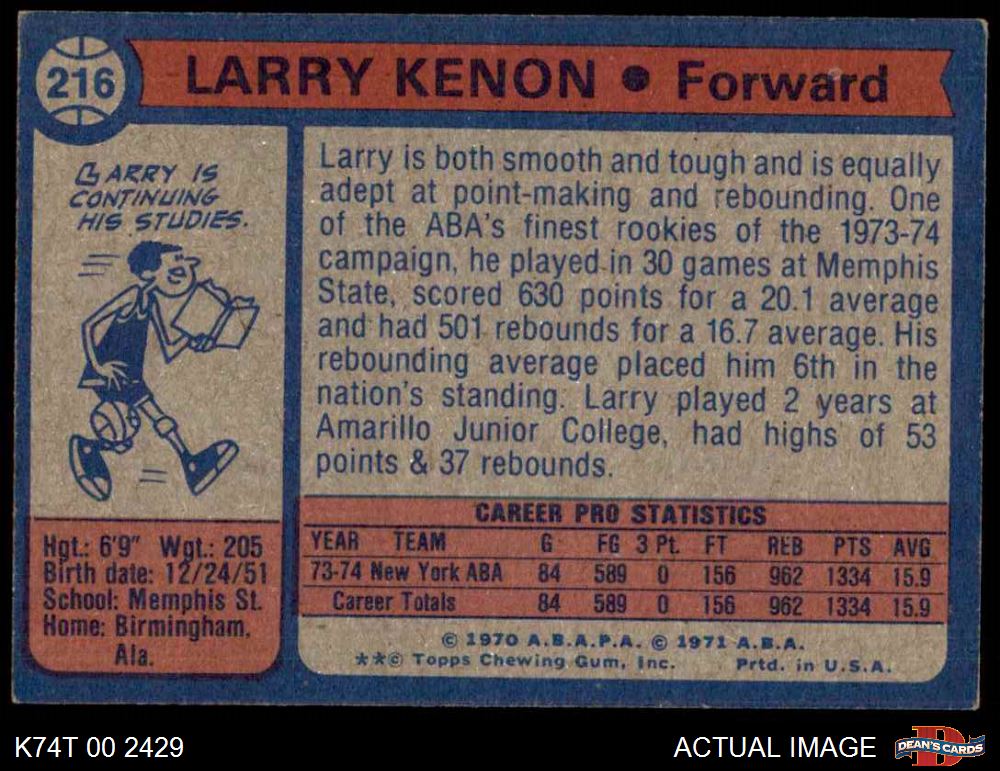 216
LARRY KENON ● Forward
LARRY IS
CONTINUING
HIS STUDIES.
Larry is both smooth and tough and is equally
adept at point-making and rebounding. One
of the ABA's finest rookies of the 1973-74
campaign, he played in 30 games at Memphis
State, scored 630 points for a 20.1 average
and had 501 rebounds for a 16.7 average. His
rebounding average placed him 6th in the
nation's standing. Larry played 2 years at
Amarillo Junior College, had highs of 53
points & 37 rebounds.
Hgt.: 6'9" Wgt.: 205
Birth date: 12/24/51
School: Memphis St.
Home: Birmingham,
Ala.
CAREER PRO STATISTICS
YEAR TEAM G FG 3 Pt. FT REB PTS AVG
73-74 New York ABA 84 589 0 156 962 1334 15.9
Career Totals 84 589 0 156 962 1334 15.9
© 1970 A.B.A.P.A. © 1971 A.B.A.
**© Topps Chewing Gum, Inc. Prtd. in U.S.A.
K74T 00 2429
ACTUAL IMAGE
D
DEAN'S CARDS